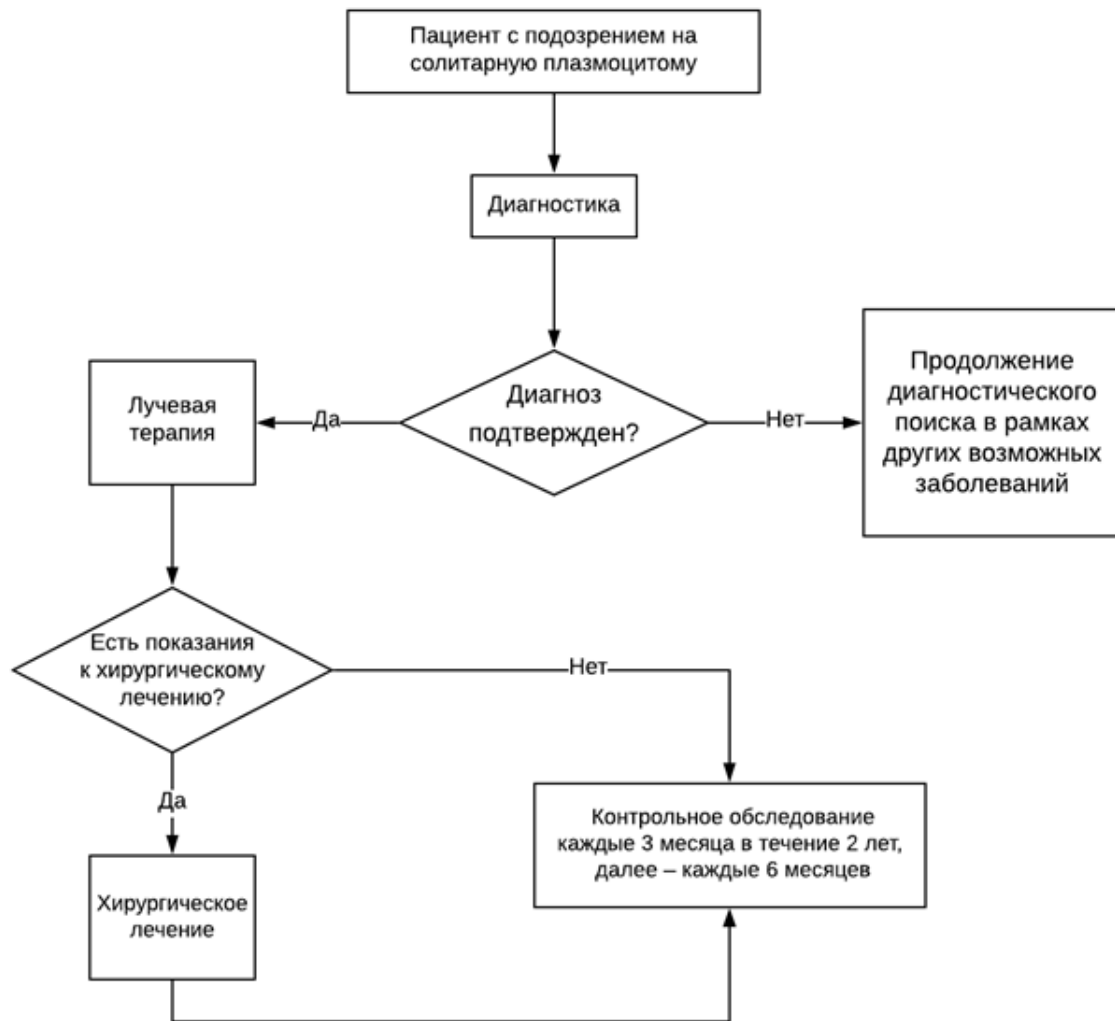 Пациент с подозрением на
солитарную плазмоцитому
Диагностика
Диагноз
подтвержден?
Да
Нет
Лучевая
терапия
Продолжение
диагностического
поиска в рамках
других возможных
заболеваний
Есть показания
к хирургическому
лечению?
Нет
Да
Контрольное обследование
каждые 3 месяца в течение 2 лет,
далее – каждые 6 месяцев
Хирургическое
лечение